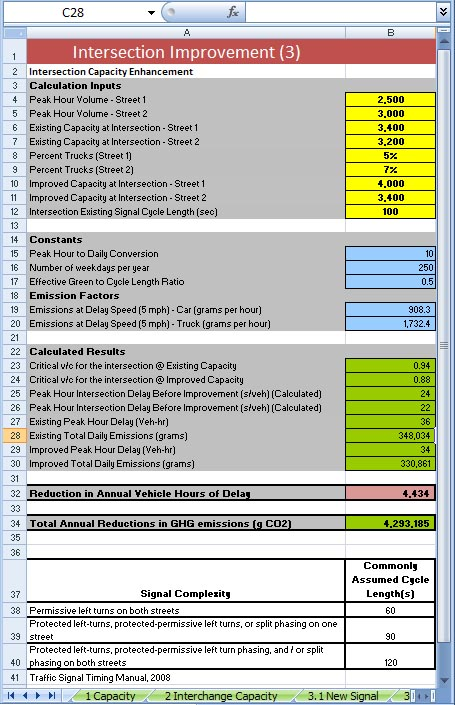 C28 fx
A B
1 Intersection Improvement (3)
2 Intersection Capacity Enhancement
3 Calculation Inputs
4 Peak Hour Volume - Street 1 2,500
5 Peak Hour Volume - Street 2 3,000
6 Existing Capacity at Intersection - Street 1 3,400
7 Existing Capacity at Intersection - Street 2 3,200
8 Percent Trucks (Street 1) 5%
9 Percent Trucks (Street 2) 7%
10 Improved Capacity at Intersection - Street 1 4,000
11 Improved Capacity at Intersection - Street 2 3,400
12 Intersection Existing Signal Cycle Length (sec) 100
13
14 Constants
15 Peak Hour to Daily Conversion 10
16 Number of weekdays per year 250
17 Effective Green to Cycle Length Ratio 0.5
18 Emission Factors
19 Emissions at Delay Speed (5 mph) - Car (grams per hour) 908.3
20 Emissions at Delay Speed (5 mph) - Truck (grams per hour) 1,732.4
21
22 Calculated Results
23 Critical v/c for the intersection @ Existing Capacity 0.94
24 Critical v/c for the intersection @ Improved Capacity 0.88
25 Peak Hour Intersection Delay Before Improvement (s/veh) (Calculated) 24
26 Peak Hour Intersection Delay Before Improvement (s/veh) (Calculated) 22
27 Existing Peak Hour Delay (Veh-hr) 36
28 Existing Total Daily Emissions (grams) 348,034
29 Improved Peak Hour Delay (Veh-hr) 34
30 Improved Total Daily Emissions (grams) 330,861
31
32 Reduction in Annual Vehicle Hours of Delay 4,434
33
34 Total Annual Reductions in GHG emissions (g CO2) 4,293,185
35
36
Commonly
Assumed Cycle
37 Signal Complexity Length(s)
38 Permissive left turns on both streets 60
Protected left-turns, protected-permissive left turns, or split phasing on one
39 street 90
Protected left-turns, protected-permissive left turn phasing, and / or split
40 phasing on both streets 120
41 Traffic Signal Timing Manual, 2008
1 Capacity 2 Interchange Capacity 3.1 New Signal 3